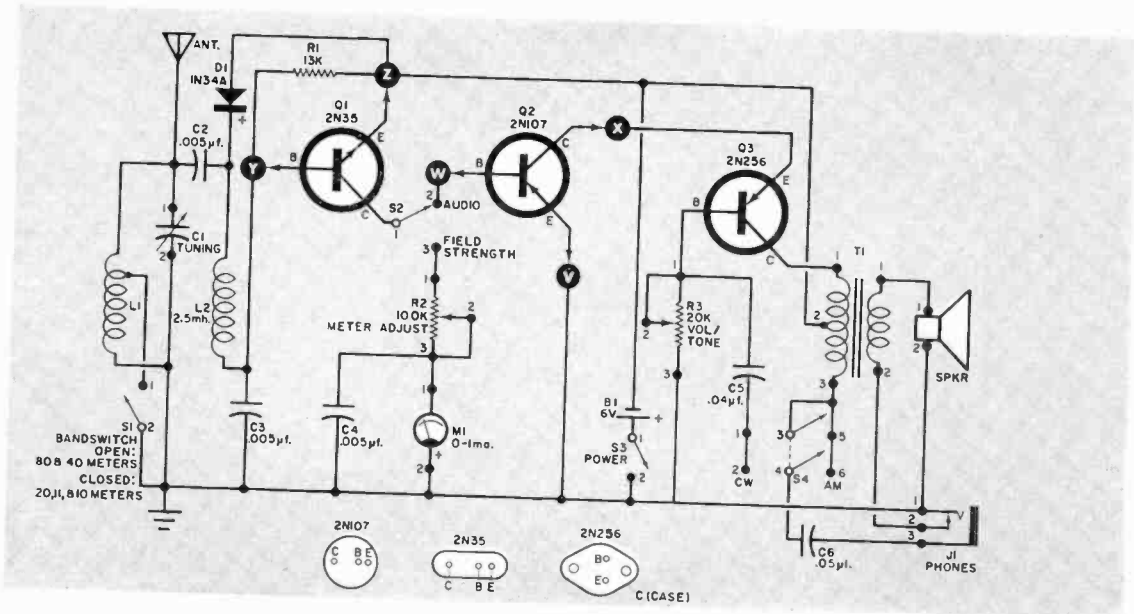 ANT.
D1
1N34A
+
R1
13K
Z
C2
.005µf.
Q1
2N35
E
B
C
Y
W
2
AUDIO
S2
1
Q2
2N107
C
B
E
X
V
Q3
2N256
E
B
C
1
C1
TUNING
2
L1
L2
2.5mh.
3
FIELD
STRENGTH
1
R2
100K
METER ADJUST
2
3
1
S1
2
BANDSWITCH
OPEN:
80 & 40 METERS
CLOSED:
20,11,&10 METERS
C3
.005µf.
C4
.005µf.
1
M1
0-1ma.
+
2
B1
6V
+
1
S3
POWER
2
1
2
R3
20K
VOL/
TONE
3
C5
.04µf.
1
2
CW
T1
1
2
3
1
2
1
2
SPKR
3
5
4
S4
6
AM
C6
.05µf.
1
2
3
J1
PHONES
2N107
C B E
2N35
C B E
2N256
B
E
C (CASE)